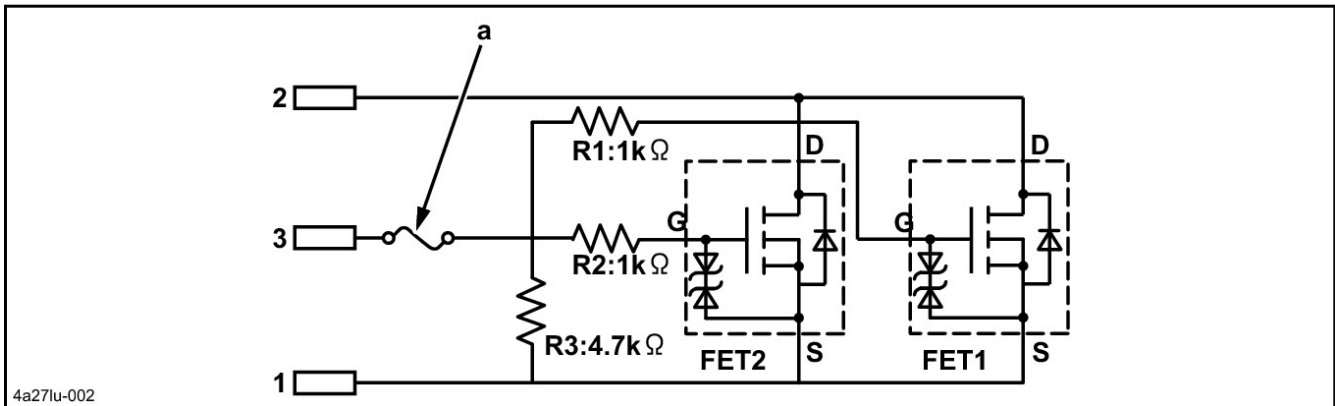 a
2
D
D
R1:1kΩ
G
G
3
R2:1kΩ
R3:4.7kΩ
FET2
S
FET1
S
1
4a27lu-002